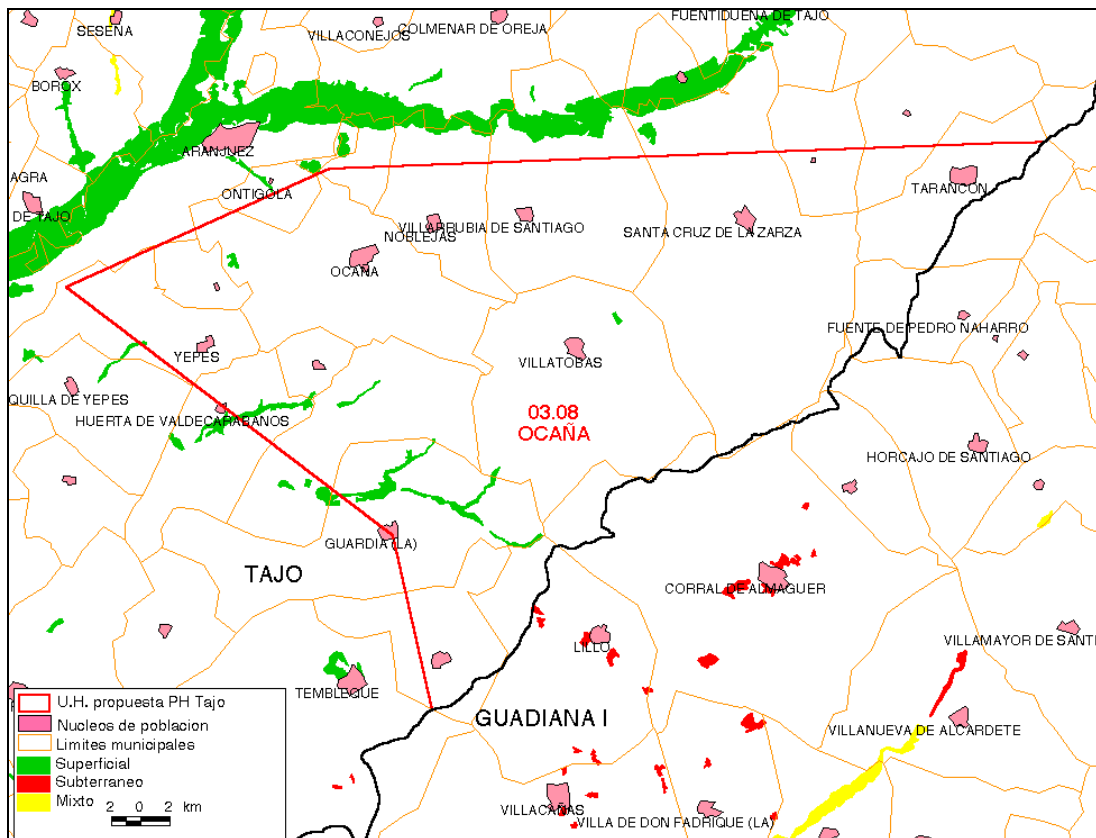 FUENTIDUEÑA DE TAJO
SESEÑA
VILLACONEJOS
COLMENAR DE OREJA
BOROX
ARANJUEZ
AGRA
ONTIGOLA
TARANCON
DE TAJO
VILLARRUBIA DE SANTIAGO
SANTA CRUZ DE LA ZARZA
NOBLEJAS
OCAÑA
FUENTE DE PEDRO NAHARRO
YEPES
VILLATOBAS
QUILLA DE YEPES
03.08
OCAÑA
HUERTA DE VALDECARABANOS
HORCAJO DE SANTIAGO
GUARDIA (LA)
TAJO
CORRAL DE ALMAGUER
VILLAMAYOR DE SANTI
LILLO
TEMBLEQUE
GUADIANA I
VILLANUEVA DE ALCARDETE
VILLACAÑAS
VILLA DE DON FADRIQUE (LA)
U.H. propuesta PH Tajo
Nucleos de poblacion
Limites municipales
Superficial
Subterraneo
Mixto
2 0 2 km